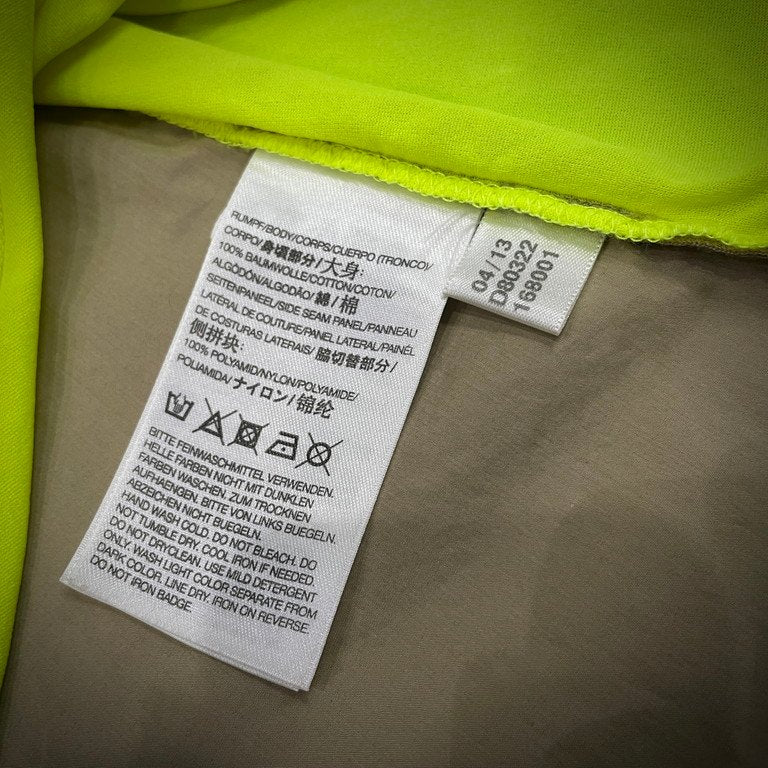 RUMPF/BODY/CORPS/CUERPO (TRONCO)/
CORPO/身頃部分/大身:
100% BAUMWOLLE/COTTON/COTON/
ALGODÓN/ALGODÃO/綿/棉
SEITENPANEEL/SIDE SEAM PANEL/PANNEAU
LATERAL DE COUTURE/PANEL LATERAL/PAINEL
DE COSTURAS LATERAIS/ 脇切替部分/
侧拼块:
100% POLYAMID/NYLON/POLYAMIDE/
POLIAMIDA/ナイロン/锦纶
BITTE FEINWASCHMITTEL VERWENDEN.
HELLE FARBEN NICHT MIT DUNKLEN
FARBEN WASCHEN. ZUM TROCKNEN
AUFHAENGEN. BITTE VON LINKS BUEGELN.
ABZEICHEN NICHT BUEGELN.
HAND WASH COLD. DO NOT BLEACH. DO
NOT TUMBLE DRY. COOL IRON IF NEEDED.
DO NOT DRYCLEAN. USE MILD DETERGENT
ONLY. WASH LIGHT COLOR SEPARATE FROM
DARK COLOR. LINE DRY. IRON ON REVERSE.
DO NOT IRON BADGE.
04/13
D80322
168001